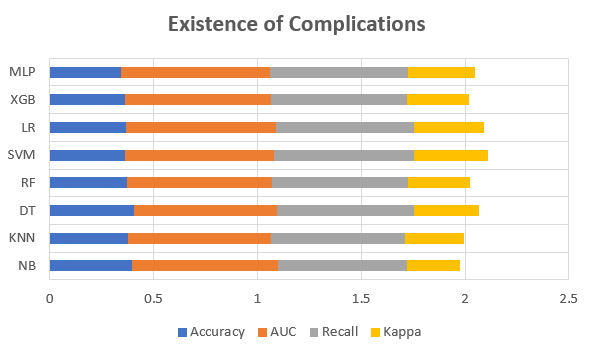 Existence of Complications
MLP
XGB
LR
SVM
RF
DT
KNN
NB
0 0.5 1 1.5 2 2.5
Accuracy AUC Recall Kappa